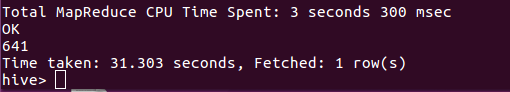 Total MapReduce CPU Time Spent: 3 seconds 300 msec
OK
641
Time taken: 31.303 seconds, Fetched: 1 row(s)
hive>